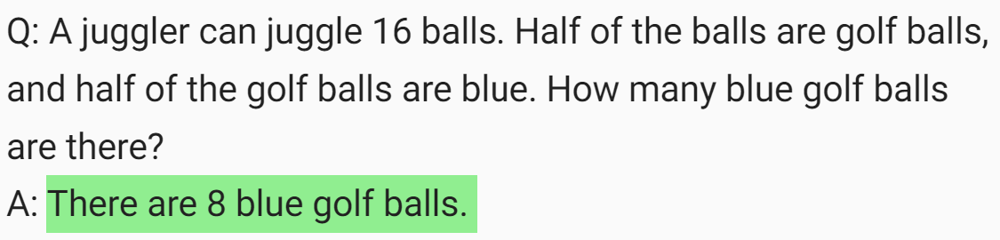 Q: A juggler can juggle 16 balls. Half of the balls are golf balls,
and half of the golf balls are blue. How many blue golf balls
are there?
A: There are 8 blue golf balls.